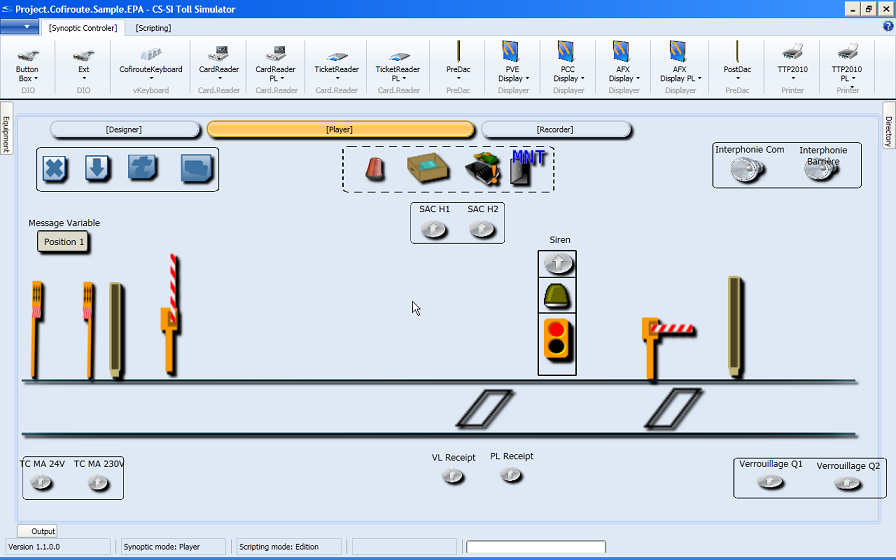 Project.Cofiroute.Sample.EPA - CS-SI Toll Simulator
[Synoptic Controler] [Scripting]
Button Box
Ext
CofirouteKeyboard
CardReader
CardReader PL
TicketReader
TicketReader PL
PreDac
PVE Display
PCC Display
AFX Display
AFX Display PL
PostDac
TTP2010
TTP2010 PL
DIO
DIO
vKeyboard
Card.Reader
Card.Reader
Card.Reader
Card.Reader
PreDac
Displayer
Displayer
Displayer
Displayer
PostDac
Printer
Printer
Equipment
Directory
[Designer]
[Player]
[Recorder]
MNT
Interphonie Com
Interphonie
Barrière
SAC H1
SAC H2
Message Variable
Position 1
Siren
TC MA 24V
TC MA 230V
VL Receipt
PL Receipt
Verrouillage Q1
Verrouillage Q2
Output
Version 1.1.0.0
Synoptic mode: Player
Scripting mode: Edition